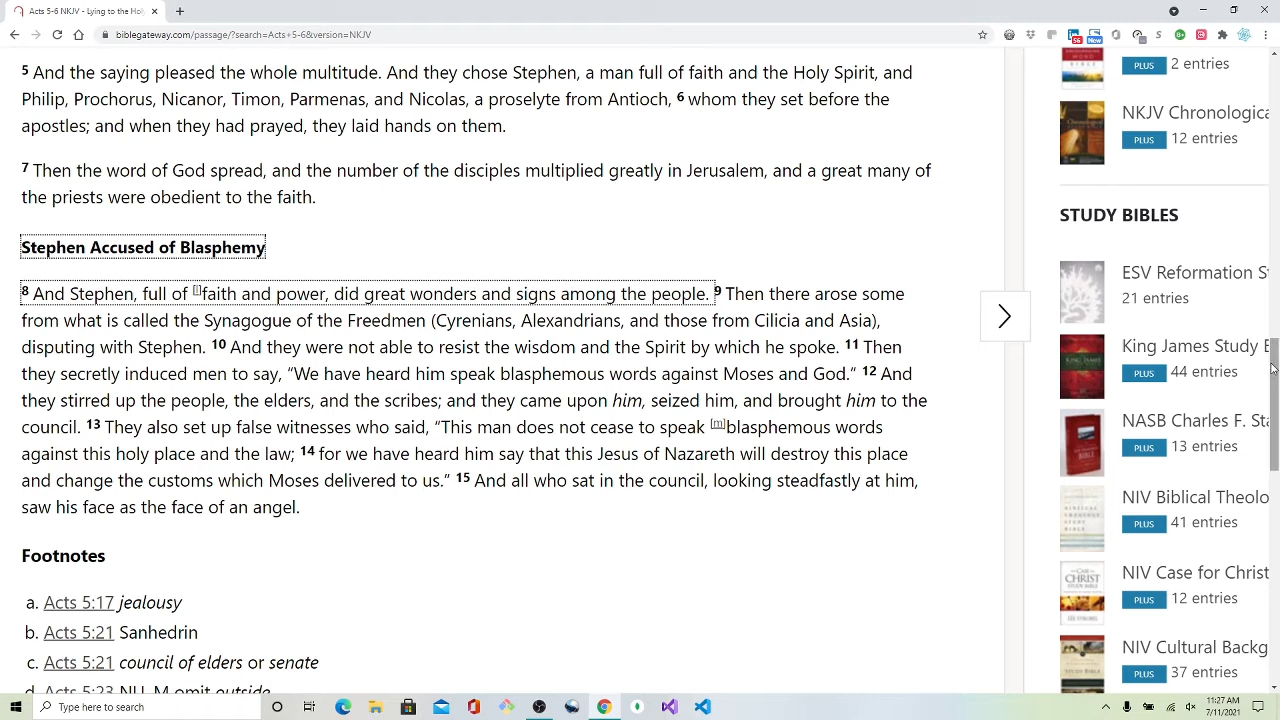 Acts 5-6 NKJV - Lying to the Ho
biblegateway.com/passage/?search=Acts%205-6&version=NKJV
56 New
5 And the saying pleased the whole multitude. And they chose Stephen, a man full of faith and the Holy Spirit, and
Philip, Prochorus, Nicanor, Timon, Parmenas, and Nicolas, a proselyte from Antioch, 6 whom they set before the
apostles; and when they had prayed, they laid hands on them.
7 Then the word of God spread, and the number of the disciples multiplied greatly in Jerusalem, and a great many of
the priests were obedient to the faith.
Stephen Accused of Blasphemy
8 And Stephen, full of [l]faith and power, did great wonders and signs among the people. 9 Then there arose some
from what is called the Synagogue of the Freedmen (Cyrenians, Alexandrians, and those from Cilicia and Asia),
disputing with Stephen. 10 And they were not able to resist the wisdom and the Spirit by which he spoke. 11 Then
they secretly induced men to say, “We have heard him speak blasphemous words against Moses and God.” 12 And
they stirred up the people, the elders, and the scribes; and they came upon him, seized him, and brought him to the
council. 13 They also set up false witnesses who said, “This man does not cease to speak [m]blasphemous words
against this holy place and the law; 14 for we have heard him say that this Jesus of Nazareth will destroy this place
and change the customs which Moses delivered to us.” 15 And all who sat in the council, looking steadfastly at him,
saw his face as the face of an angel.
Footnotes
a. Acts 5:17 jealousy
b. Acts 5:21 Sanhedrin
c. Acts 5:21 council of elders or senate
WORD
BIBLE
PLUS 2 entries
NKJV Chronologica
PLUS 12 entries
STUDY BIBLES
ESV Reformation St
21 entries
King James Stud
PLUS 44 entries
NASB Charles F. Sta
PLUS 13 entries
NIV Biblical Theolo
PLUS 41 entries
NIV Case for Ch
PLUS 12 entries
NIV Cultural Backg
PLUS 3 entries
Type here to search
11:27 AM
11/21/2020